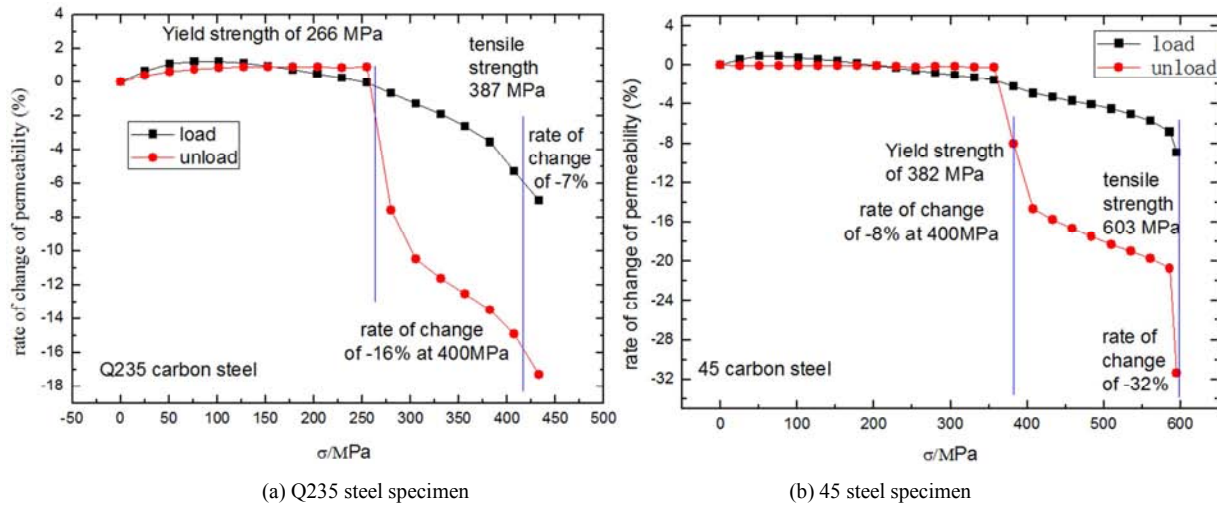 Yield strength of 266 MPa
tensile
strength
387 MPa
load
unload
rate of
change
of -7%
rate of change
of -16% at 400MPa
Q235 carbon steel
rate of change of permeability (%)
4
2
0
-2
-4
-6
-8
-10
-12
-14
-16
-18
-50 0 50 100 150 200 250 300 350 400 450 500
σ/MPa
(a) Q235 steel specimen
load
unload
Yield strength
of 382 MPa
rate of change
of -8% at 400MPa
tensile
strength
603 MPa
rate of
change
of -32%
45 carbon steel
rate of change of permeability (%)
4
0
-4
-8
-12
-16
-20
-24
-28
-32
0 100 200 300 400 500 600
σ/MPa
(b) 45 steel specimen